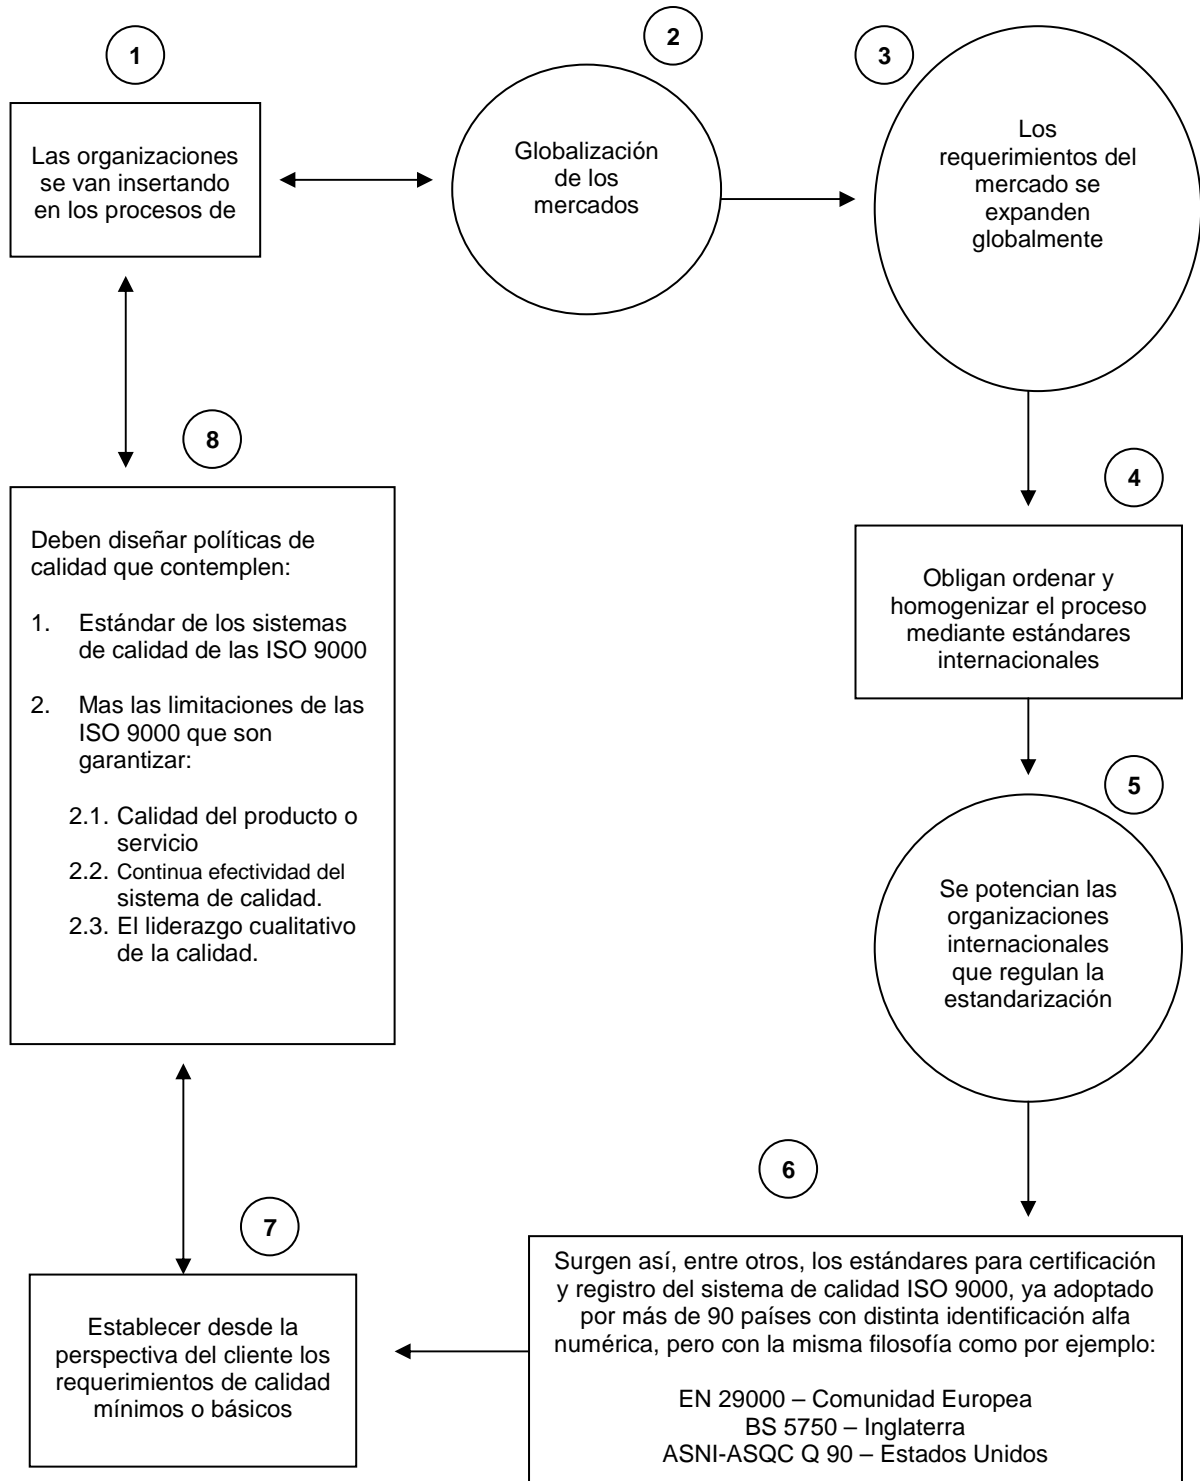 1
Las organizaciones
se van insertando
en los procesos de
2
Globalización
de los
mercados
3
Los
requerimientos del
mercado se
expanden
globalmente
4
Obligan ordenar y
homogenizar el proceso
mediante estándares
internacionales
5
Se potencian las
organizaciones
internacionales
que regulan la
estandarización
6
Surgen así, entre otros, los estándares para certificación
y registro del sistema de calidad ISO 9000, ya adoptado
por más de 90 países con distinta identificación alfa
numérica, pero con la misma filosofía como por ejemplo:
EN 29000 – Comunidad Europea
BS 5750 – Inglaterra
ASNI-ASQC Q 90 – Estados Unidos
7
Establecer desde la
perspectiva del cliente los
requerimientos de calidad
mínimos o básicos
8
Deben diseñar políticas de
calidad que contemplen:
1. Estándar de los sistemas
de calidad de las ISO 9000
2. Mas las limitaciones de las
ISO 9000 que son
garantizar:
2.1. Calidad del producto o
servicio
2.2. Continua efectividad del
sistema de calidad.
2.3. El liderazgo cualitativo
de la calidad.